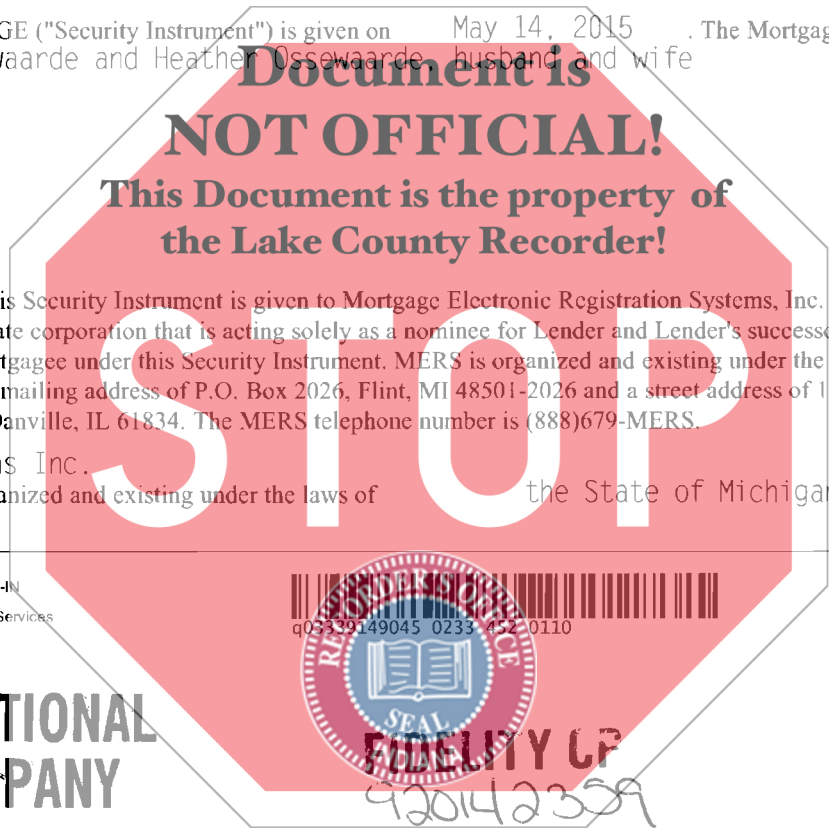 GE ("Security Instrument") is given on May 14, 2015 . The Mortgag
vaarde and Heather Ossewaarde, husband and wife
Document is
NOT OFFICIAL!
This Document is the property of
the Lake County Recorder!
is Security Instrument is given to Mortgage Electronic Registration Systems, Inc.
ate corporation that is acting solely as a nominee for Lender and Lender's successo
tgagee under this Security Instrument. MERS is organized and existing under the
mailing address of P.O. Box 2026, Flint, MI 48501-2026 and a street address of 1
Danville, IL 61834. The MERS telephone number is (888)679-MERS.
STOP
s Inc.
anized and existing under the laws of the State of Michigan
-IN
Services
q03339149045 0233 452 0110
RECORDER'S OFFICE
SEAL
INDIANA
TIONAL
PANY
FIDELITY CP
920142359